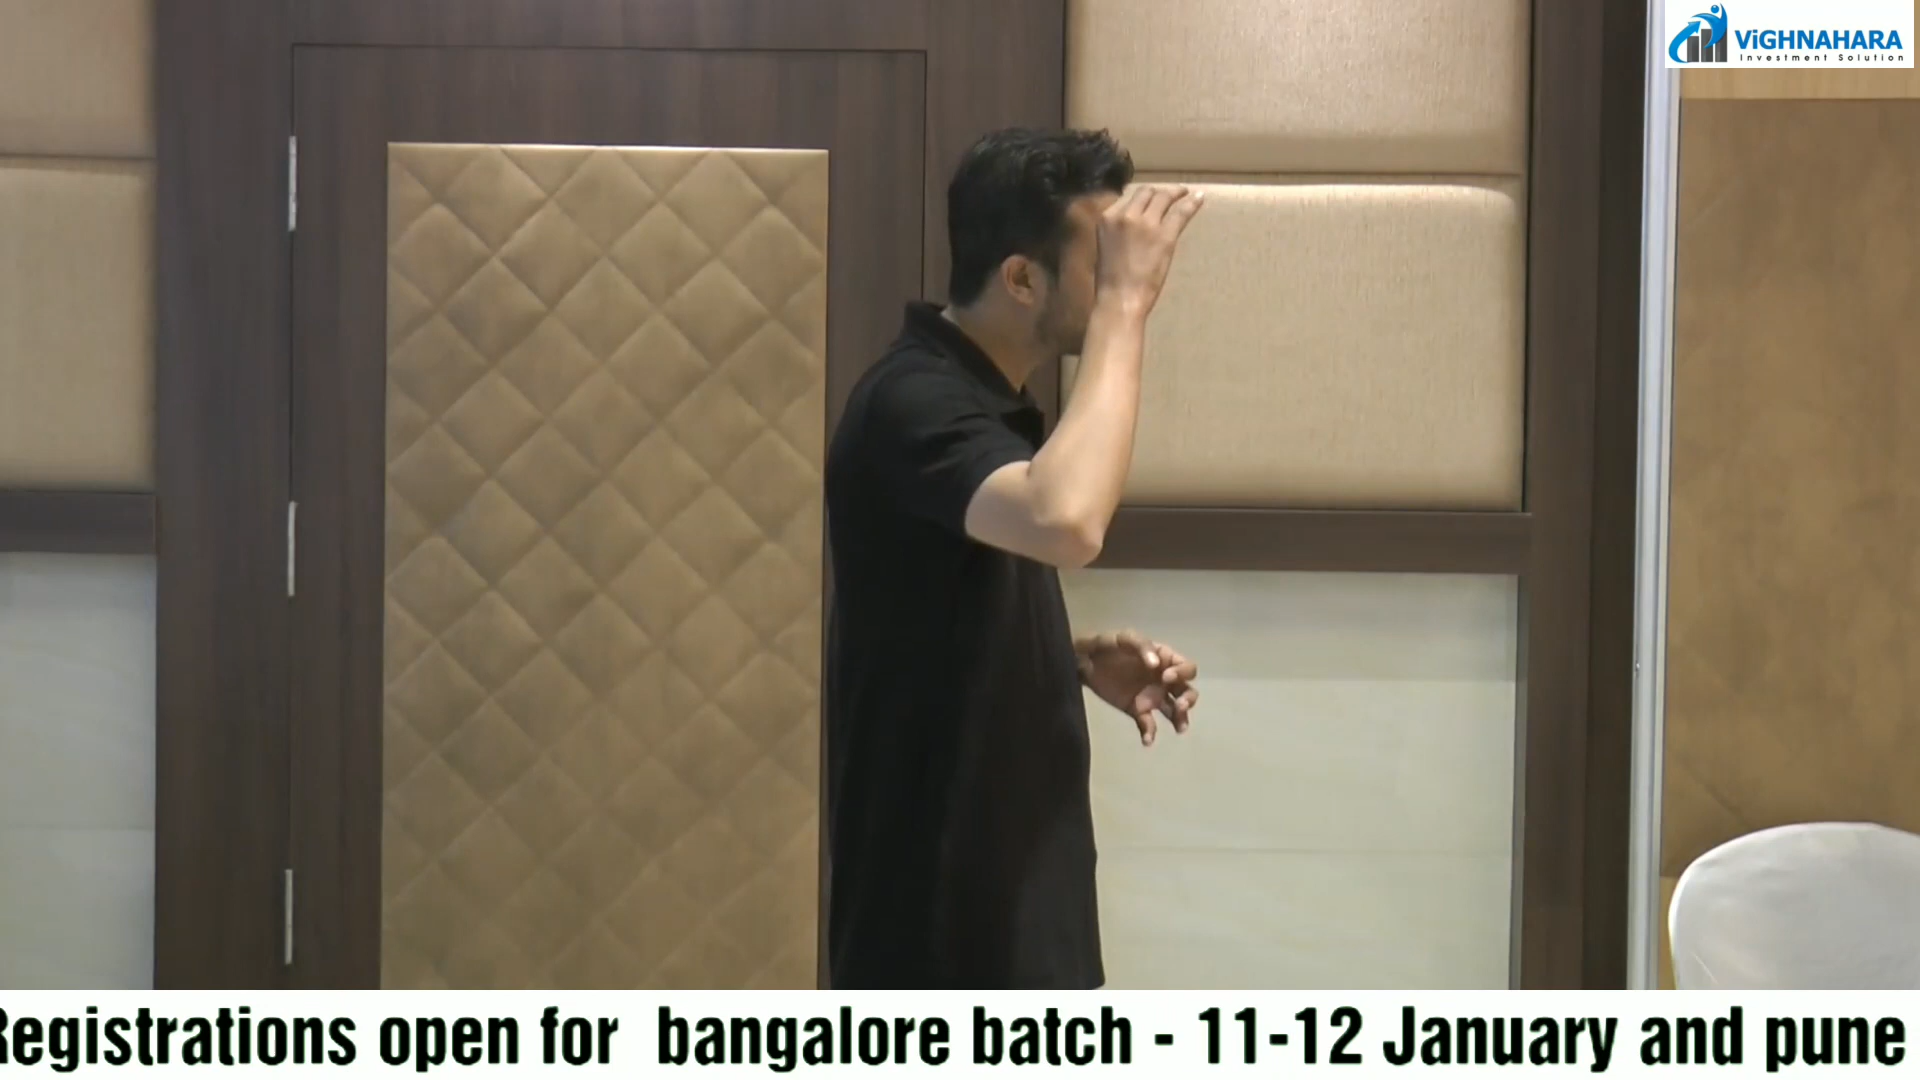 ViGHNAHARA
Investment Solution
Registrations open for bangalore batch - 11-12 January and pune